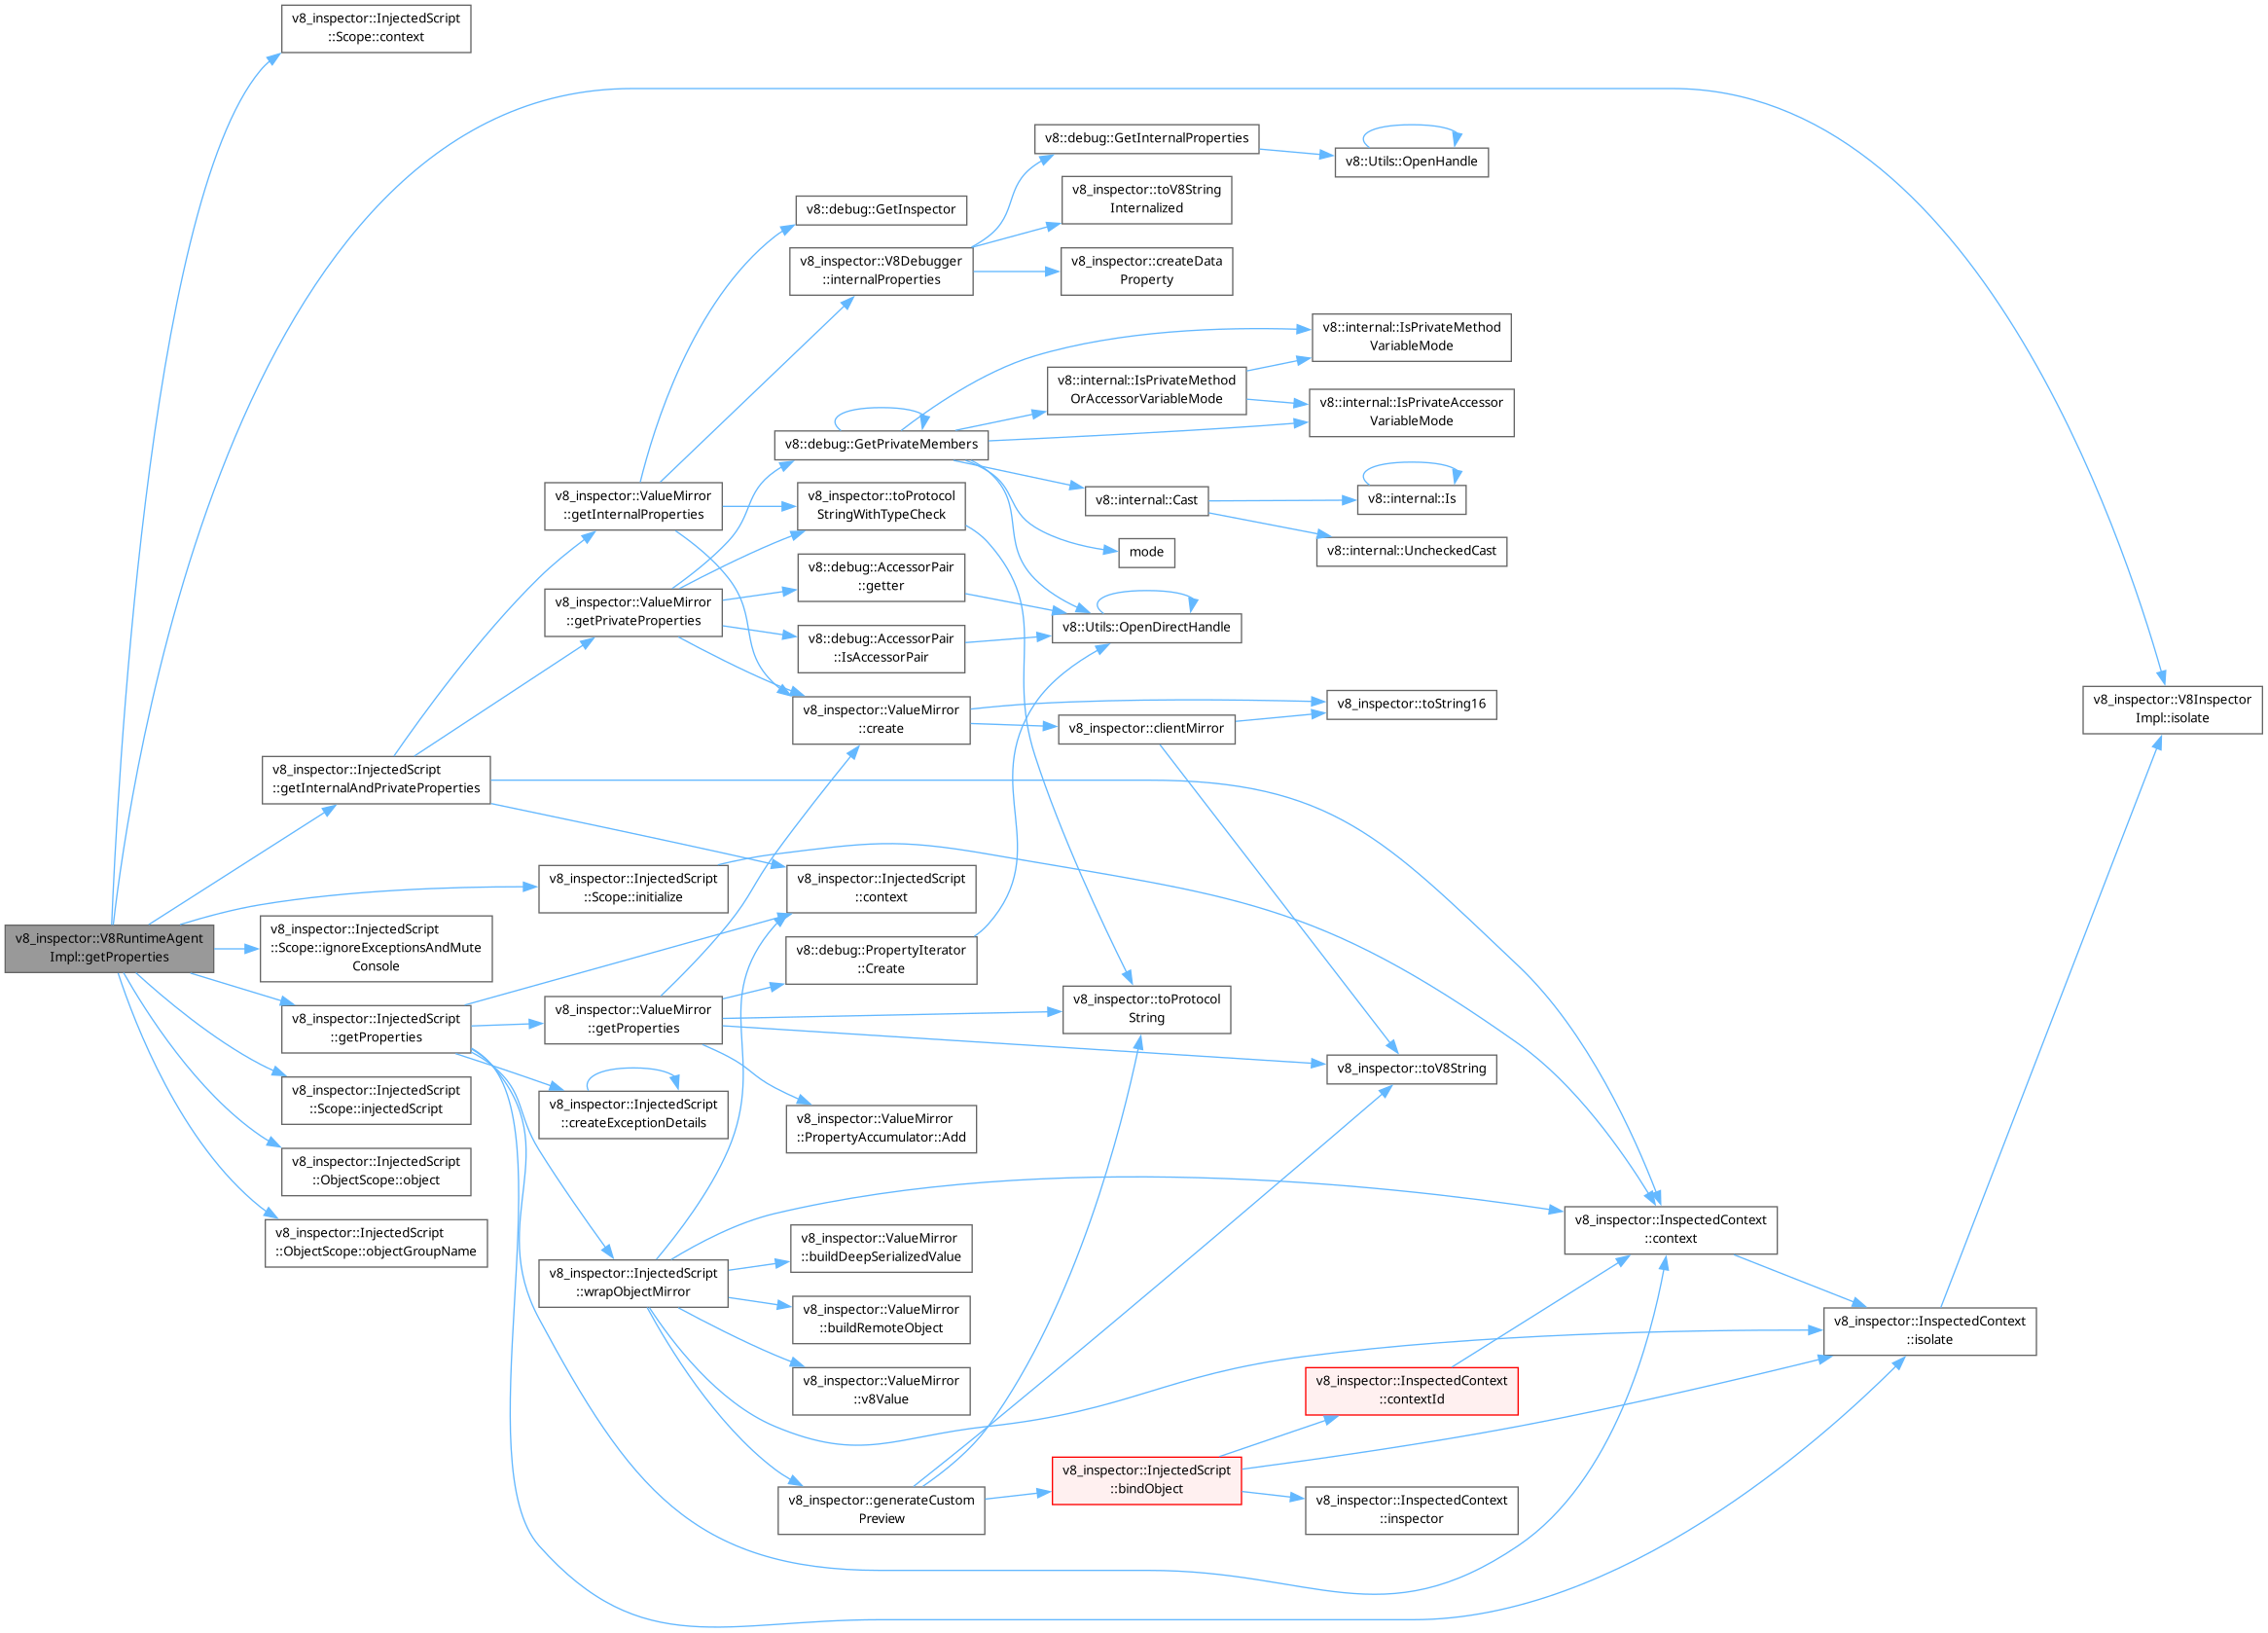 v8_inspector::InjectedScript
::Scope::context
v8::debug::GetInternalProperties
v8::Utils::OpenHandle
v8_inspector::toV8String
Internalized
v8::debug::GetInspector
v8_inspector::V8Debugger
::internalProperties
v8_inspector::createData
Property
v8::internal::IsPrivateMethod
VariableMode
v8::internal::IsPrivateMethod
OrAccessorVariableMode
v8::internal::IsPrivateAccessor
VariableMode
v8::debug::GetPrivateMembers
v8_inspector::ValueMirror
::getInternalProperties
v8_inspector::toProtocol
StringWithTypeCheck
v8::internal::Cast
v8::internal::Is
mode
v8::internal::UncheckedCast
v8_inspector::ValueMirror
::getPrivateProperties
v8::debug::AccessorPair
::getter
v8::debug::AccessorPair
::IsAccessorPair
v8::Utils::OpenDirectHandle
v8_inspector::ValueMirror
::create
v8_inspector::clientMirror
v8_inspector::toString16
v8_inspector::V8Inspector
Impl::isolate
v8_inspector::InjectedScript
::getInternalAndPrivateProperties
v8_inspector::InjectedScript
::Scope::initialize
v8_inspector::InjectedScript
::context
v8_inspector::V8RuntimeAgent
Impl::getProperties
v8_inspector::InjectedScript
::Scope::ignoreExceptionsAndMute
Console
v8::debug::PropertyIterator
::Create
v8_inspector::InjectedScript
::getProperties
v8_inspector::ValueMirror
::getProperties
v8_inspector::toProtocol
String
v8_inspector::toV8String
v8_inspector::InjectedScript
::Scope::injectedScript
v8_inspector::InjectedScript
::createExceptionDetails
v8_inspector::ValueMirror
::PropertyAccumulator::Add
v8_inspector::InjectedScript
::ObjectScope::object
v8_inspector::InjectedScript
::ObjectScope::objectGroupName
v8_inspector::InspectedContext
::context
v8_inspector::ValueMirror
::buildDeepSerializedValue
v8_inspector::InjectedScript
::wrapObjectMirror
v8_inspector::ValueMirror
::buildRemoteObject
v8_inspector::InspectedContext
::isolate
v8_inspector::ValueMirror
::v8Value
v8_inspector::InspectedContext
::contextId
v8_inspector::InjectedScript
::bindObject
v8_inspector::generateCustom
Preview
v8_inspector::InspectedContext
::inspector